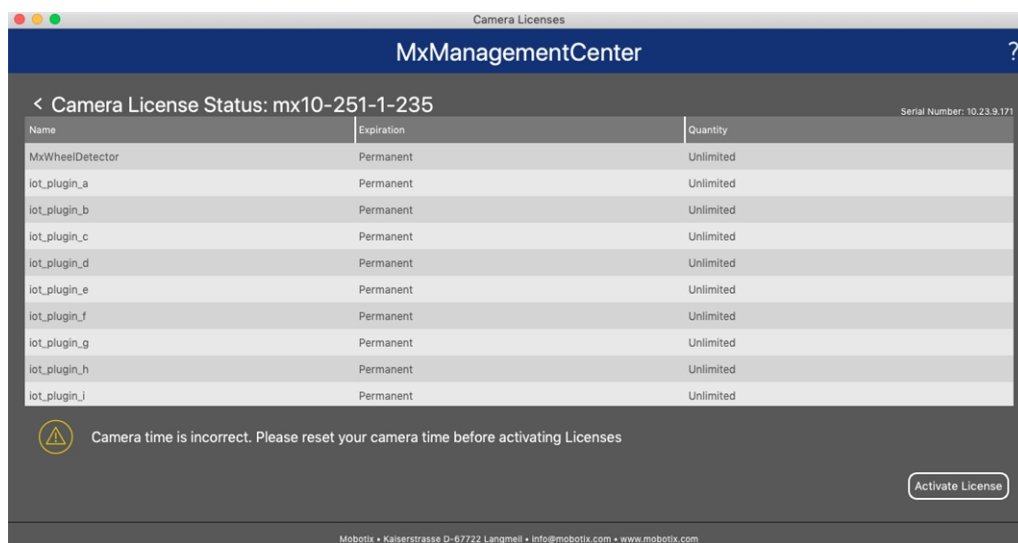 Camera Licenses
MxManagementCenter
?
< Camera License Status: mx10-251-1-235
Serial Number: 10.23.9.171
Name Expiration Quantity
MxWheelDetector Permanent Unlimited
iot_plugin_a Permanent Unlimited
iot_plugin_b Permanent Unlimited
iot_plugin_c Permanent Unlimited
iot_plugin_d Permanent Unlimited
iot_plugin_e Permanent Unlimited
iot_plugin_f Permanent Unlimited
iot_plugin_g Permanent Unlimited
iot_plugin_h Permanent Unlimited
iot_plugin_i Permanent Unlimited
Camera time is incorrect. Please reset your camera time before activating Licenses
Activate License
Mobotix • Kaiserstrasse D-67722 Langmeil • info@mobotix.com • www.mobotix.com